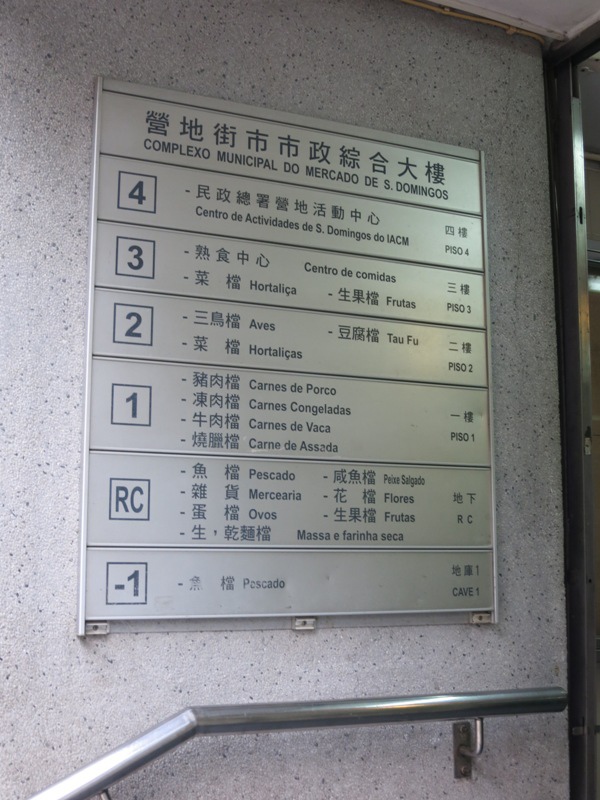 營地街市市政綜合大樓
COMPLEXO MUNICIPAL DO MERCADO DE S. DOMINGOS
4 - 民政總署營地活動中心 四樓
Centro de Actividades de S. Domingos do IACM PISO 4
3 - 熟食中心 Centro de comidas 三樓
- 菜 檔 Hortaliça - 生果檔 Frutas PISO 3
2 - 三鳥檔 Aves - 豆腐檔 Tau Fu 二樓
- 菜 檔 Hortaliças PISO 2
1 - 豬肉檔 Carnes de Porco
- 凍肉檔 Carnes Congeladas 一樓
- 牛肉檔 Carnes de Vaca PISO 1
- 燒臘檔 Carne de Assada
RC - 魚 檔 Pescado - 咸魚檔 Peixe Salgado
- 雜 貨 Mercearia - 花 檔 Flores 地下
- 蛋 檔 Ovos - 生果檔 Frutas R C
- 生，乾麵檔 Massa e farinha seca
-1 - 魚 檔 Pescado 地庫1
CAVE 1